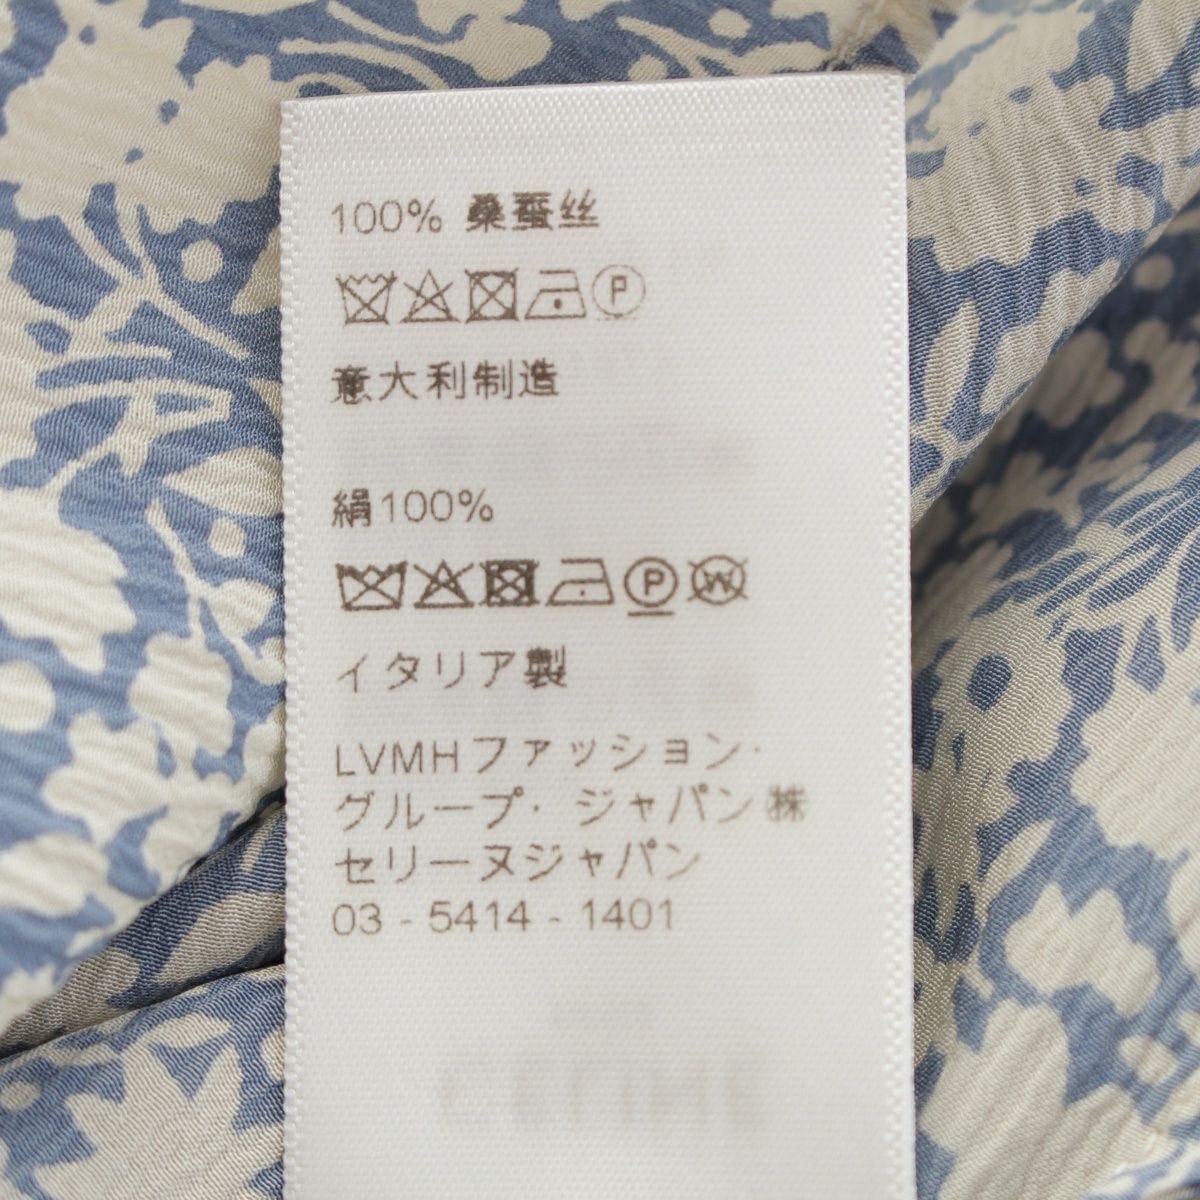 100% 桑蚕丝
P
意大利制造
絹100%
P W
イタリア製
LVMHファッション・
グループ・ジャパン㈱
セリーヌジャパン
03 - 5414 - 1401